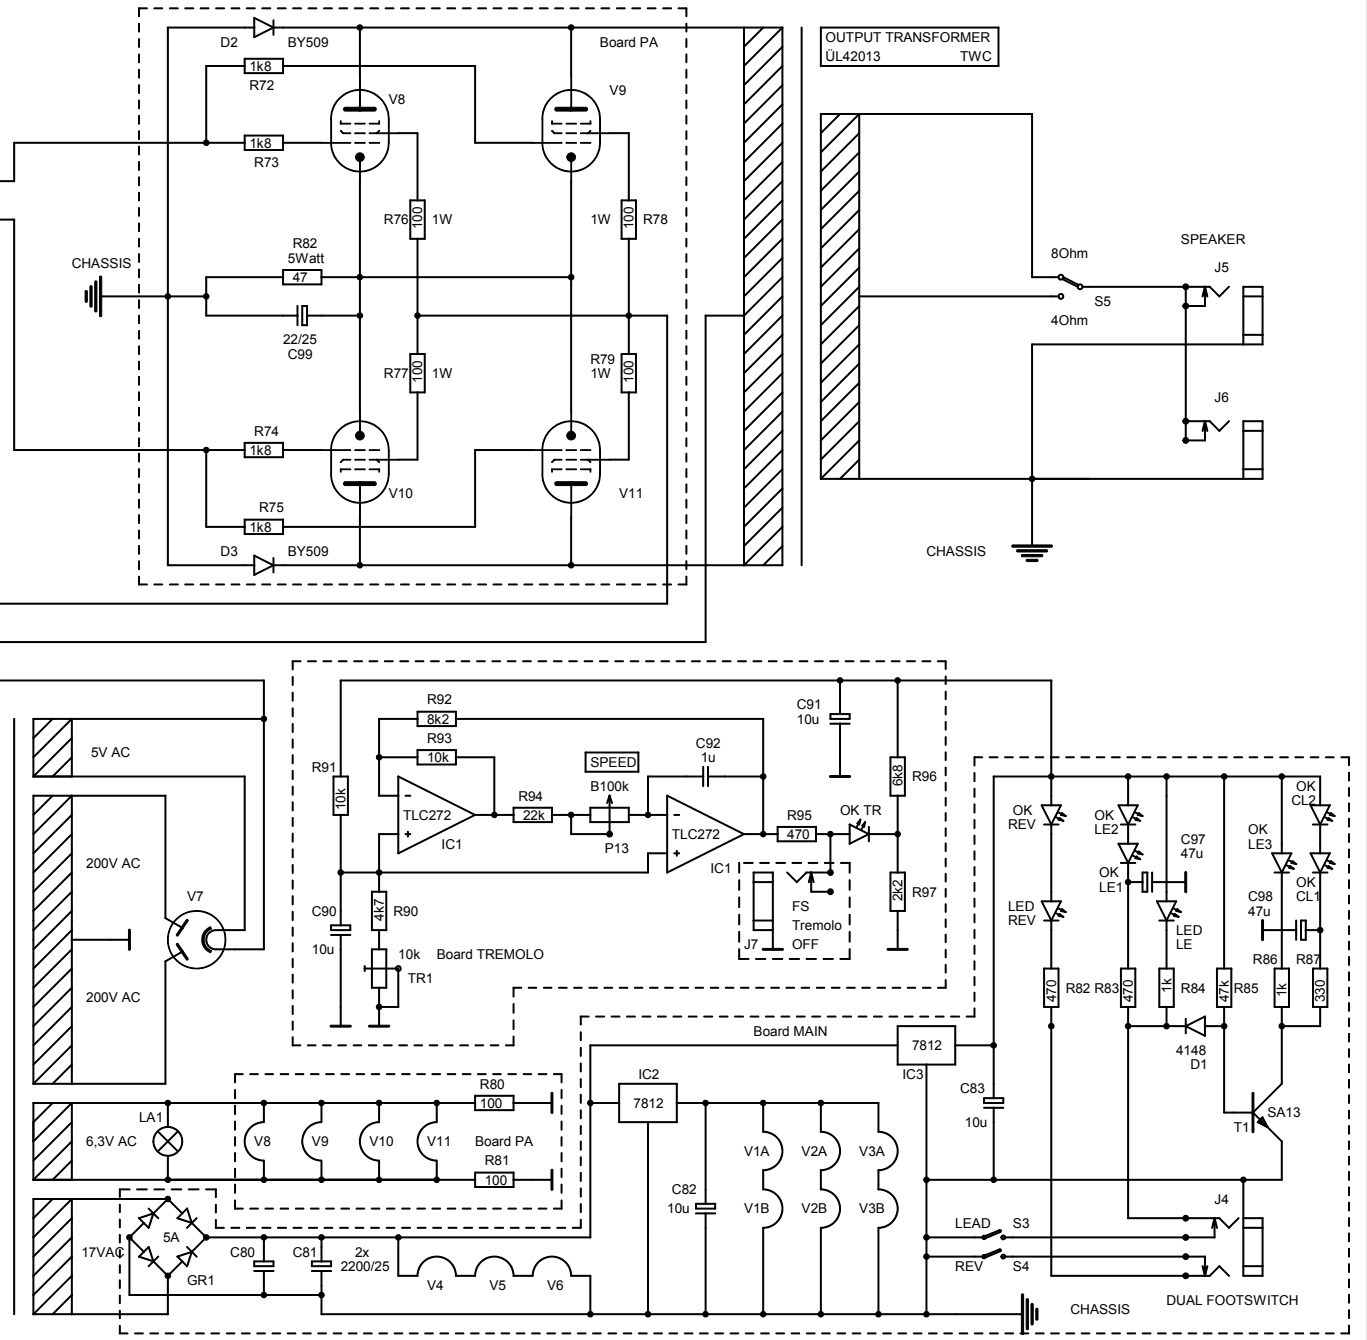 D2
BY509
Board PA
OUTPUT TRANSFORMER
ÜL42013 TWC
1k8
R72
V8
V9
1k8
R73
R76
100
1W
1W
100
R78
R82
5Watt
47
CHASSIS
22/25
C99
SPEAKER
8Ohm
J5
S5
4Ohm
R77
100
1W
R79
1W
100
J6
R74
1k8
V10
V11
R75
1k8
D3
BY509
CHASSIS
5V AC
200V AC
V7
200V AC
R92
8k2
R93
10k
R91
10k
TLC272
IC1
R94
22k
SPEED
B100k
P13
C92
1u
TLC272
IC1
C91
10u
R95
470
OK TR
6k8
R96
2k2
R97
C90
10u
4k7
R90
10k
TR1
Board TREMOLO
FS
Tremolo
OFF
J7
OK
REV
OK
LE2
OK
LE1
C97
47u
OK
LE3
OK
CL2
OK
CL1
LED
REV
LED
LE
C98
47u
470
R82
R83
470
1k
R84
47k
R85
R86
1k
R87
330
4148
D1
SA13
T1
Board MAIN
7812
IC3
C83
10u
IC2
7812
LA1
6,3V AC
V8
V9
V10
V11
R80
100
Board PA
R81
100
C82
10u
V1A
V2A
V3A
V1B
V2B
V3B
17VAC
5A
GR1
C80
C81
2x
2200/25
V4
V5
V6
LEAD
S3
REV
S4
J4
CHASSIS
DUAL FOOTSWITCH